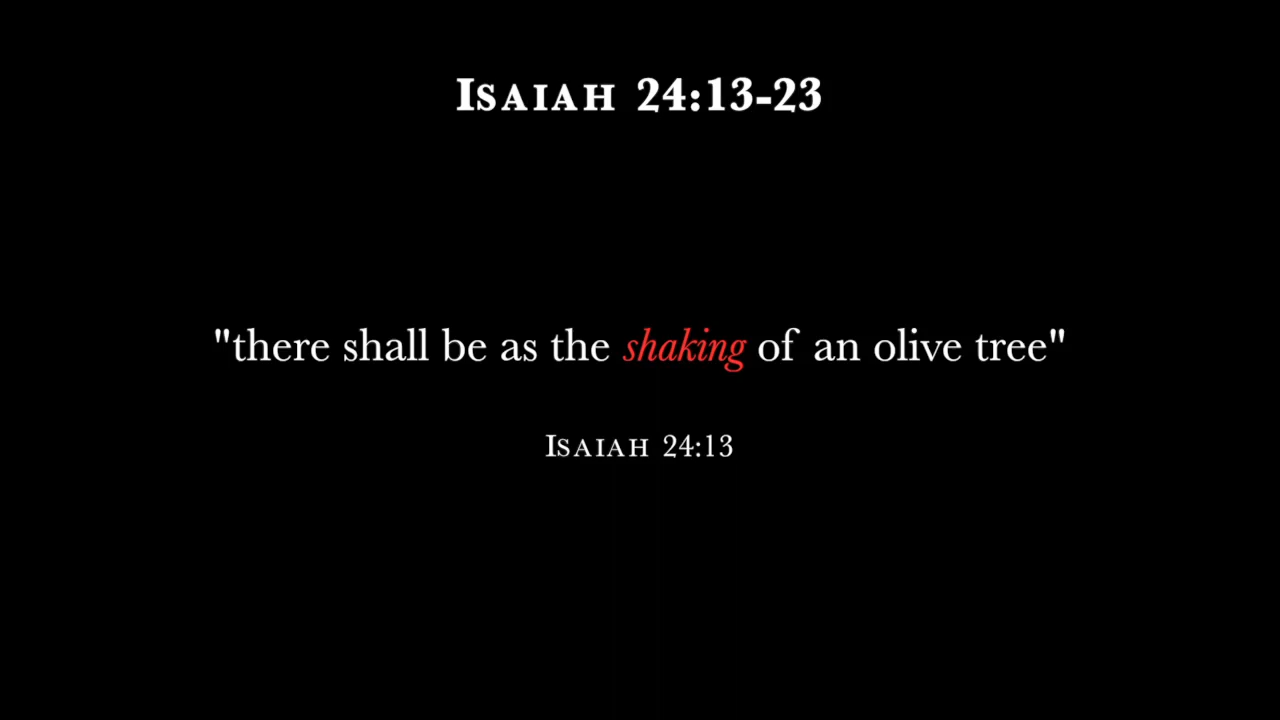 Isaiah 24:13-23
"there shall be as the shaking of an olive tree"
Isaiah 24:13